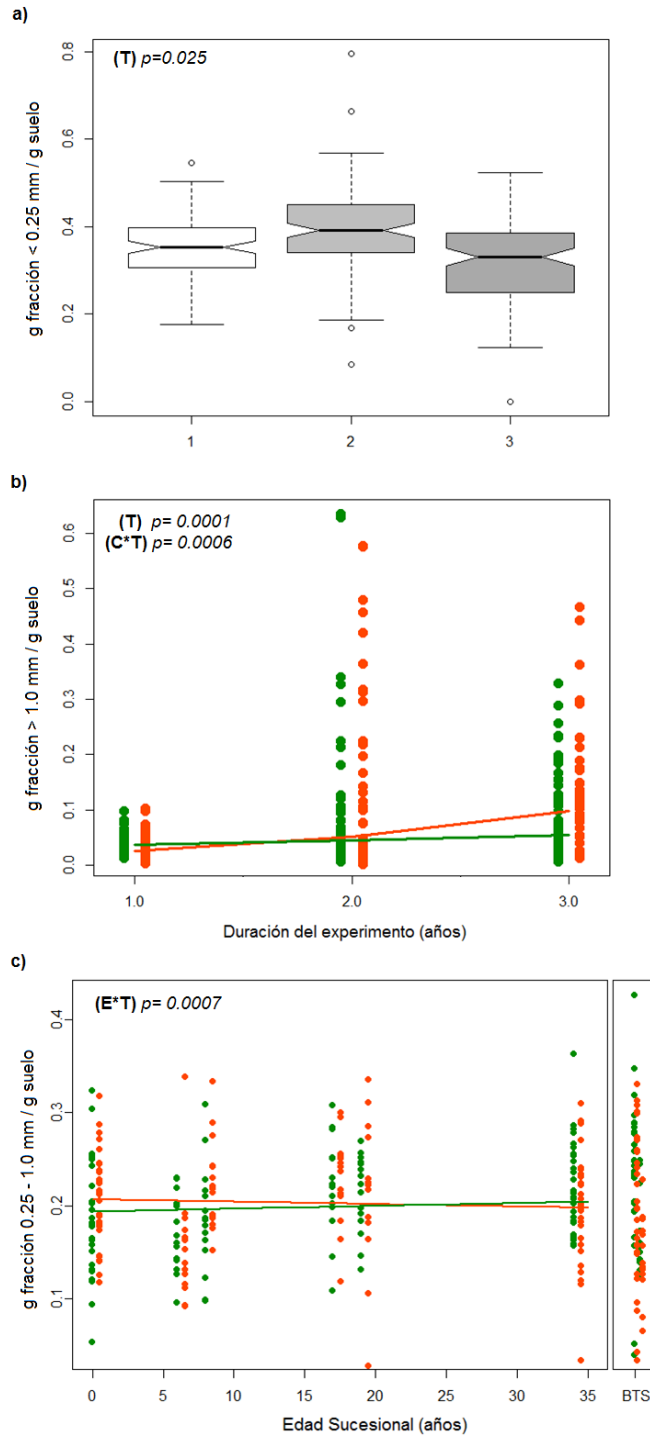 a)
(T) p=0.025
g fracción < 0.25 mm / g suelo
0.8
0.6
0.4
0.2
0.0
1 2 3
b)
(T) p= 0.0001
(C*T) p= 0.0006
g fracción > 1.0 mm / g suelo
0.6
0.5
0.4
0.3
0.2
0.1
0.0
1.0 2.0 3.0
Duración del experimento (años)
c)
(E*T) p= 0.0007
g fracción 0.25 - 1.0 mm / g suelo
0.4
0.3
0.2
0.1
0 5 10 15 20 25 30 35 BTS
Edad Sucesional (años)